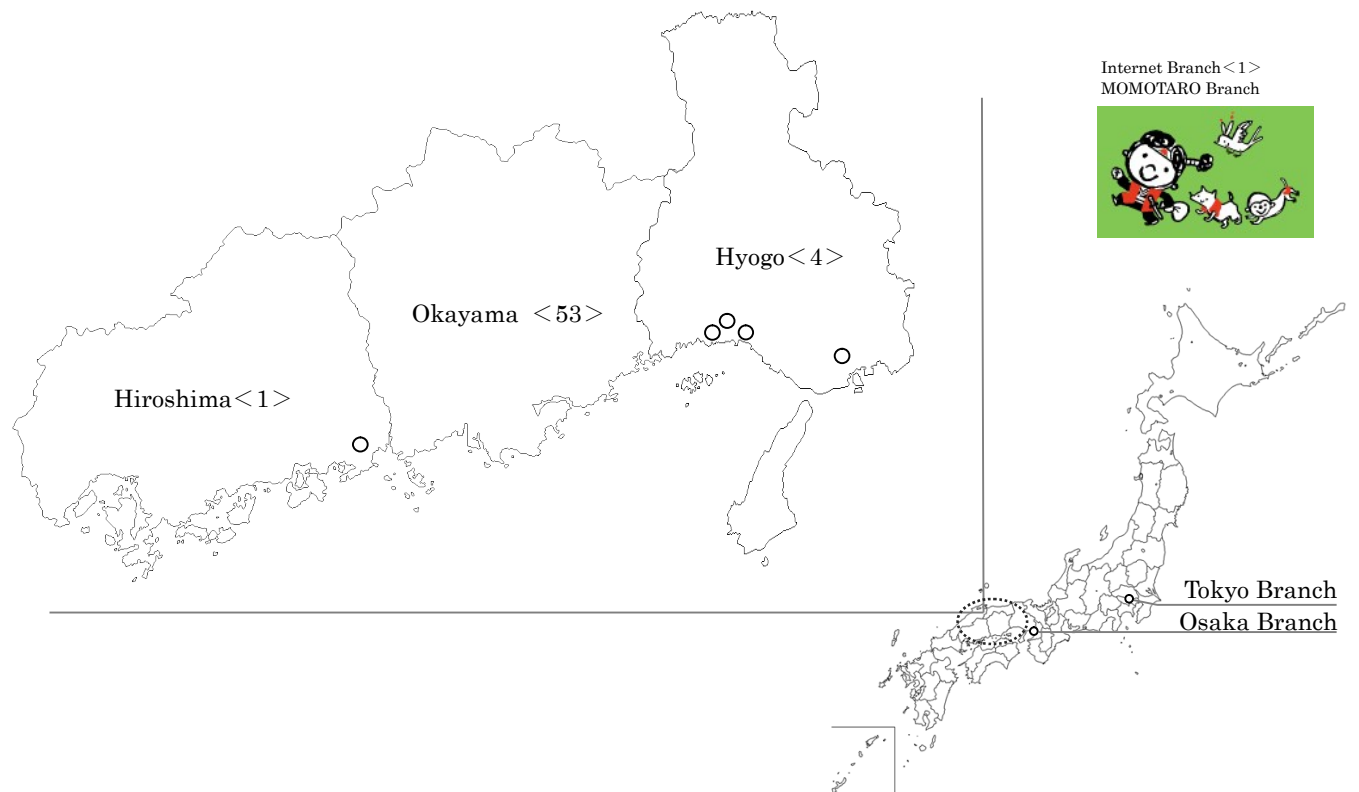 Internet Branch<1>
MOMOTARO Branch
Hyogo<4>
Okayama <53>
Hiroshima<1>
Tokyo Branch
Osaka Branch